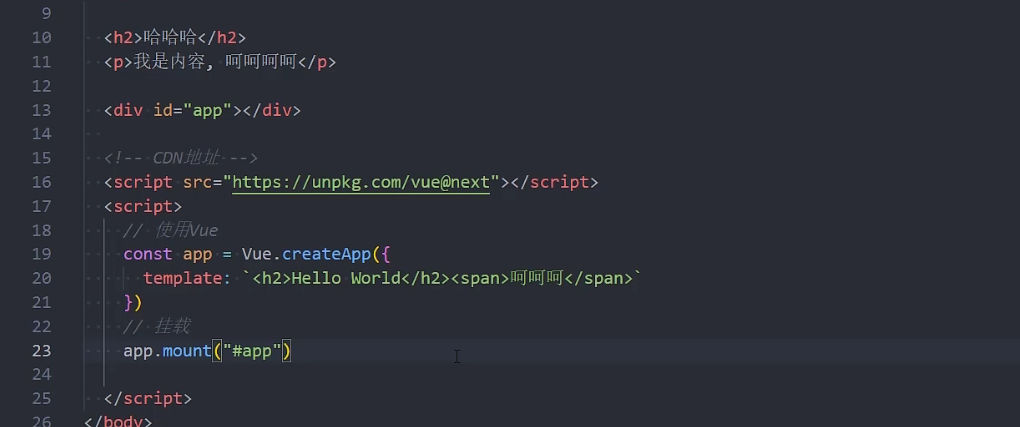 9
10 <h2>哈哈哈</h2>
11 <p>我是内容, 呵呵呵呵</p>
12
13 <div id="app"></div>
14
15 <!-- CDN地址 -->
16 <script src="https://unpkg.com/vue@next"></script>
17 <script>
18 // 使用Vue
19 const app = Vue.createApp({
20 template: `<h2>Hello World</h2><span>呵呵呵</span>`
21 })
22 // 挂载
23 app.mount("#app")
24
25 </script>
26 </body>